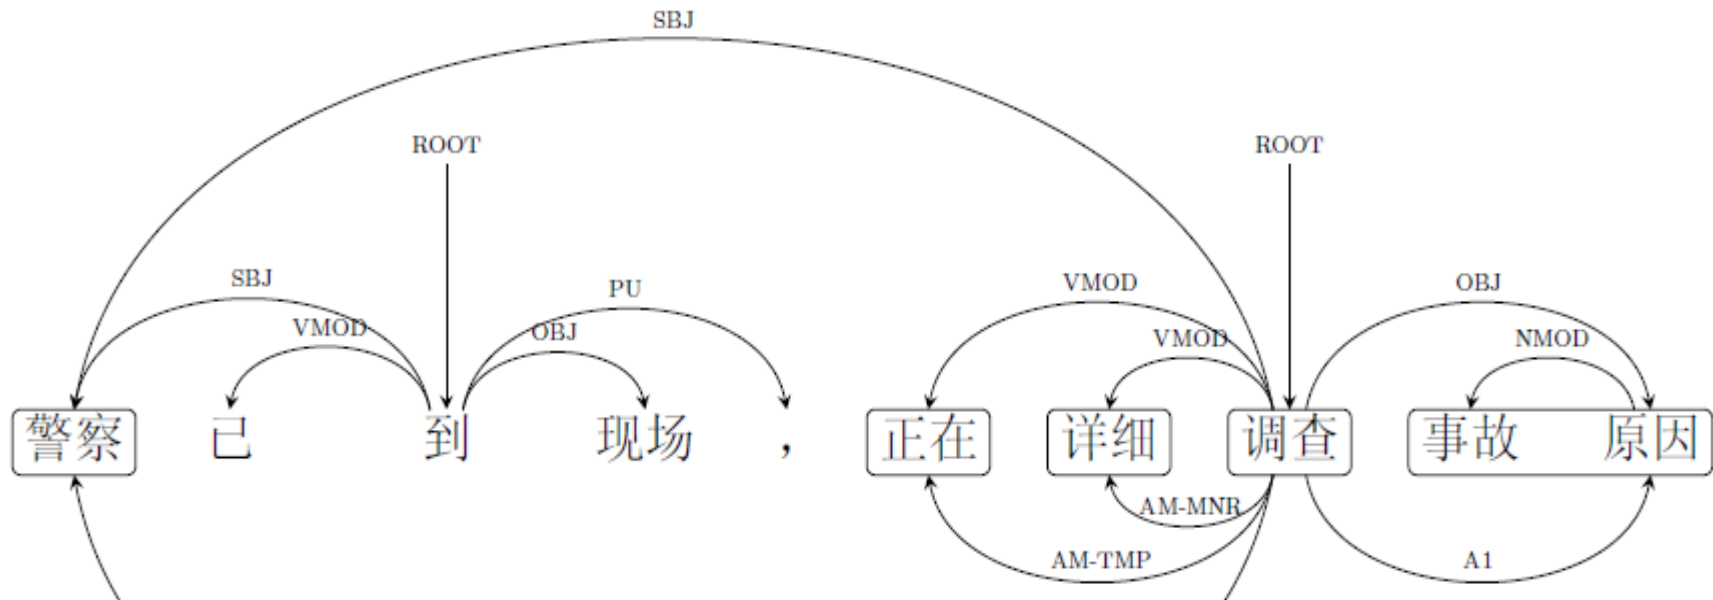 SBJ
ROOT ROOT
SBJ PU VMOD OBJ
VMOD OBJ VMOD NMOD
警察 已 到 现场 , 正在 详细 调查 事故 原因
AM-MNR
AM-TMP A1